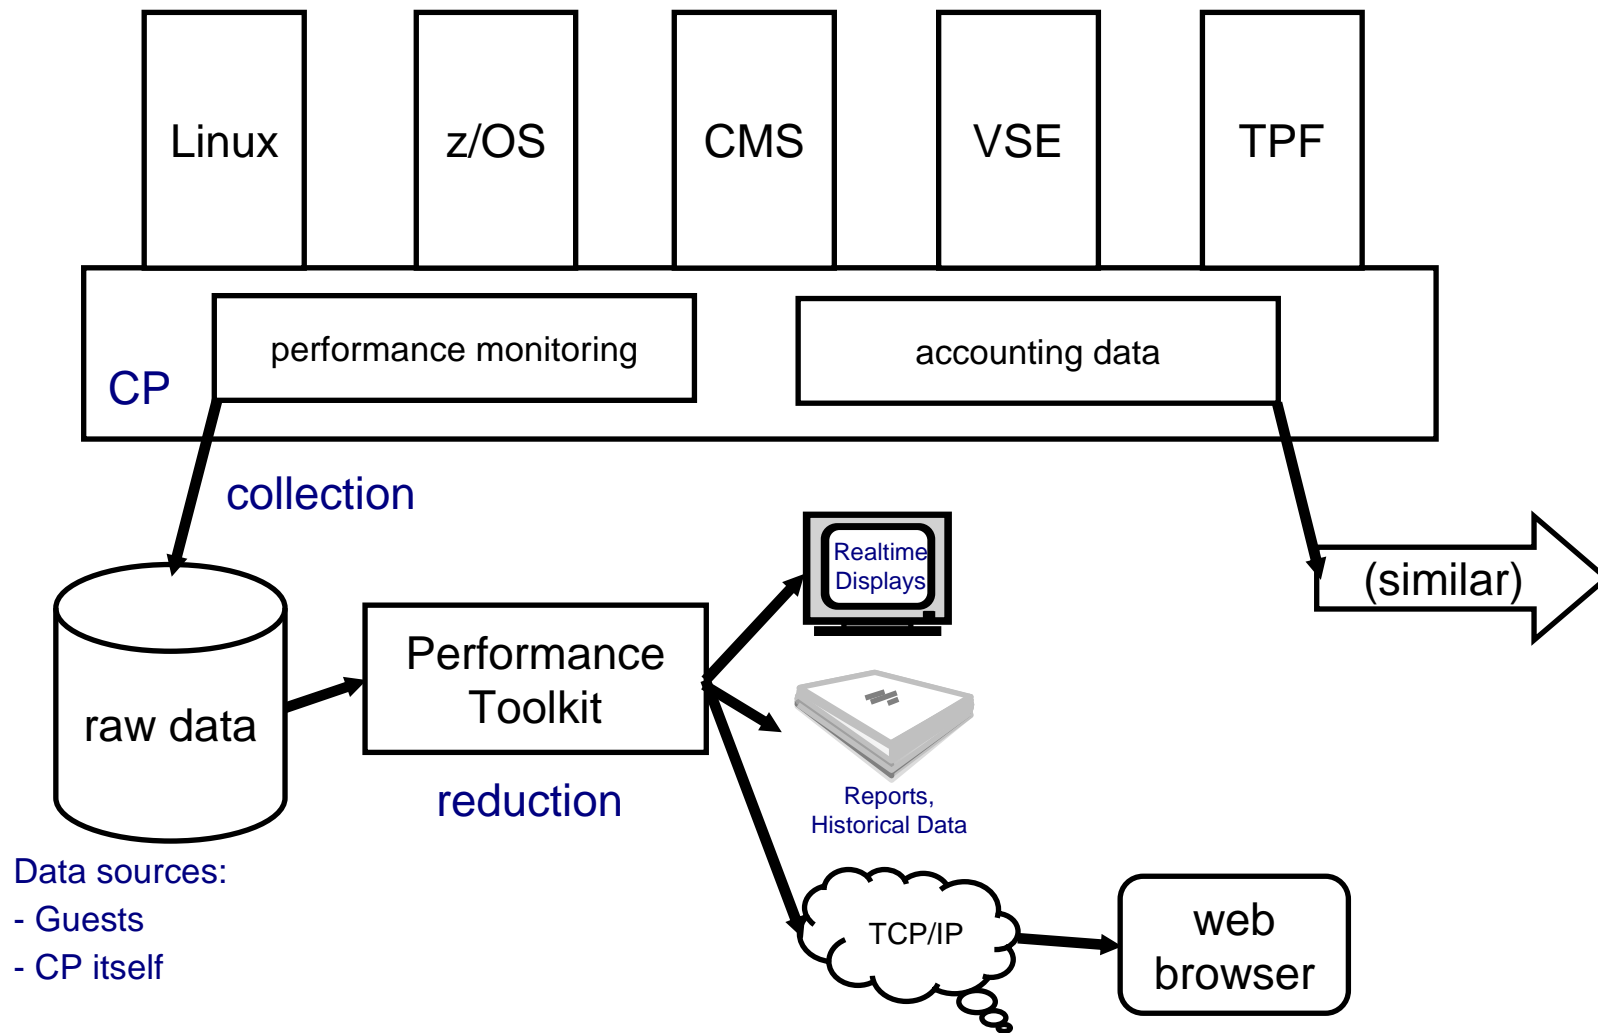 Linux
z/OS
CMS
VSE
TPF
performance monitoring
accounting data
CP
collection
Realtime
Displays
(similar)
Performance
Toolkit
raw data
reduction
Reports,
Historical Data
Data sources:
- Guests
- CP itself
TCP/IP
web
browser